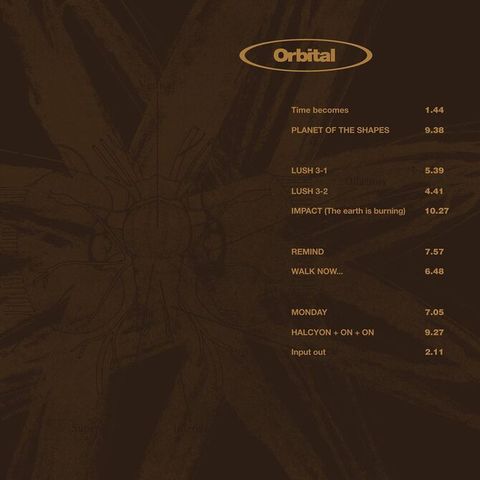 Orbital
Time becomes 1.44
PLANET OF THE SHAPES 9.38
LUSH 3-1 5.39
LUSH 3-2 4.41
IMPACT (The earth is burning) 10.27
REMIND 7.57
WALK NOW... 6.48
MONDAY 7.05
HALCYON + ON + ON 9.27
Input out 2.11